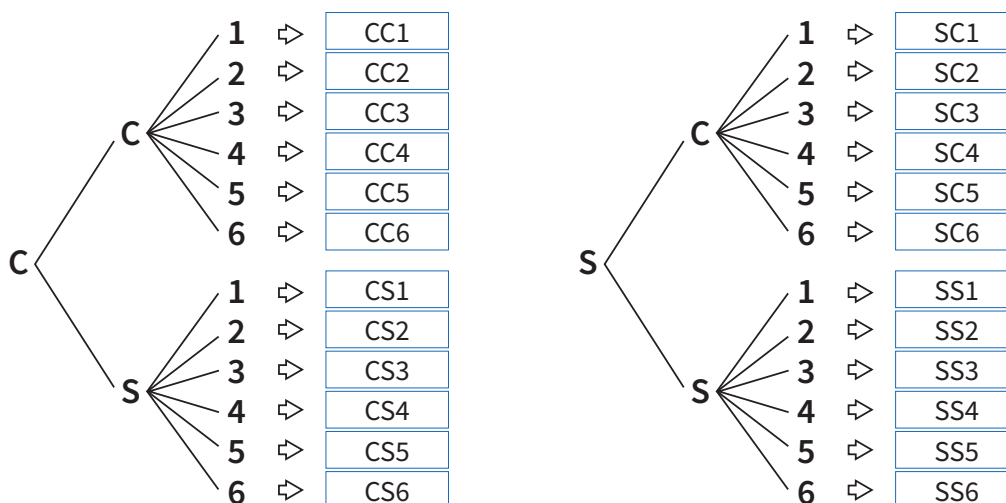 1 CC1
2 CC2
3 CC3
C
4 CC4
5 CC5
6 CC6
C
1 CS1
2 CS2
3 CS3
S
4 CS4
5 CS5
6 CS6
1 SC1
2 SC2
3 SC3
C
4 SC4
5 SC5
6 SC6
S
1 SS1
2 SS2
3 SS3
S
4 SS4
5 SS5
6 SS6